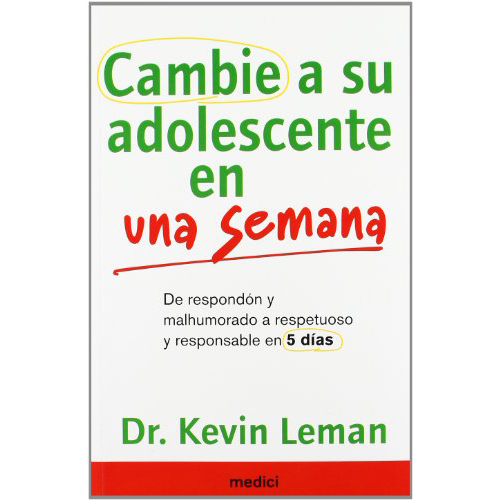 Cambie a su
adolescente
en
una semana
De respondón y
malhumorado a respetuoso
y responsable en 5 días
Dr. Kevin Leman
medici